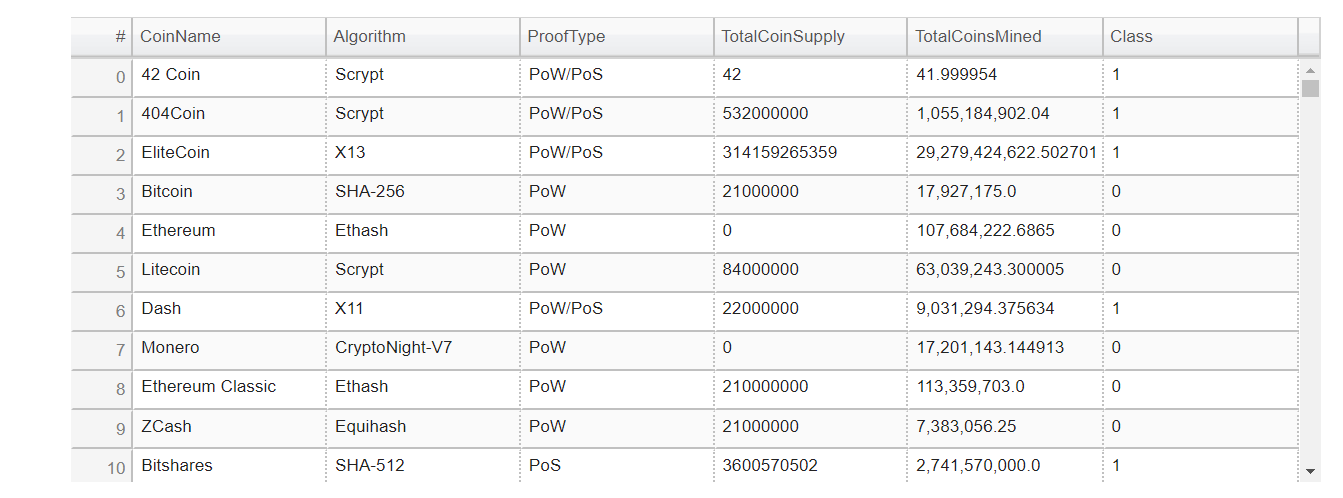 # CoinName Algorithm ProofType TotalCoinSupply TotalCoinsMined Class
0 42 Coin Scrypt PoW/PoS 42 41.999954 1
1 404Coin Scrypt PoW/PoS 532000000 1,055,184,902.04 1
2 EliteCoin X13 PoW/PoS 314159265359 29,279,424,622.502701 1
3 Bitcoin SHA-256 PoW 21000000 17,927,175.0 0
4 Ethereum Ethash PoW 0 107,684,222.6865 0
5 Litecoin Scrypt PoW 84000000 63,039,243.300005 0
6 Dash X11 PoW/PoS 22000000 9,031,294.375634 1
7 Monero CryptoNight-V7 PoW 0 17,201,143.144913 0
8 Ethereum Classic Ethash PoW 210000000 113,359,703.0 0
9 ZCash Equihash PoW 21000000 7,383,056.25 0
10 Bitshares SHA-512 PoS 3600570502 2,741,570,000.0 1